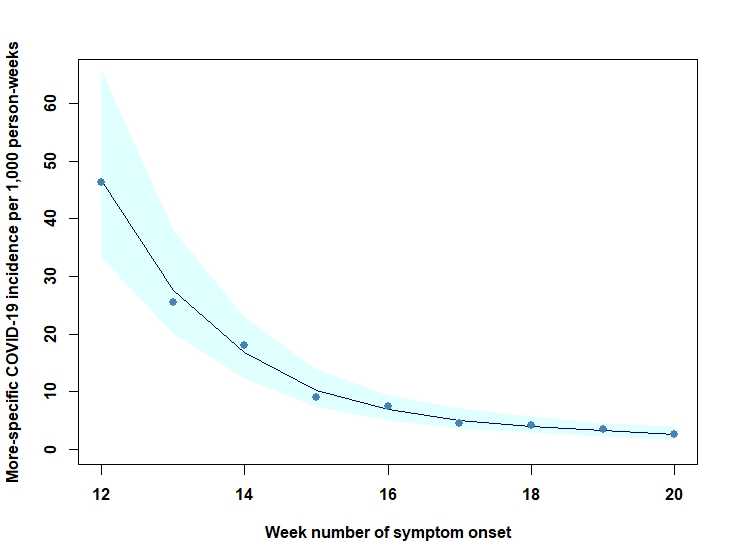 More-specific COVID-19 incidence per 1,000 person-weeks
60
50
40
30
20
10
0
12 14 16 18 20
Week number of symptom onset